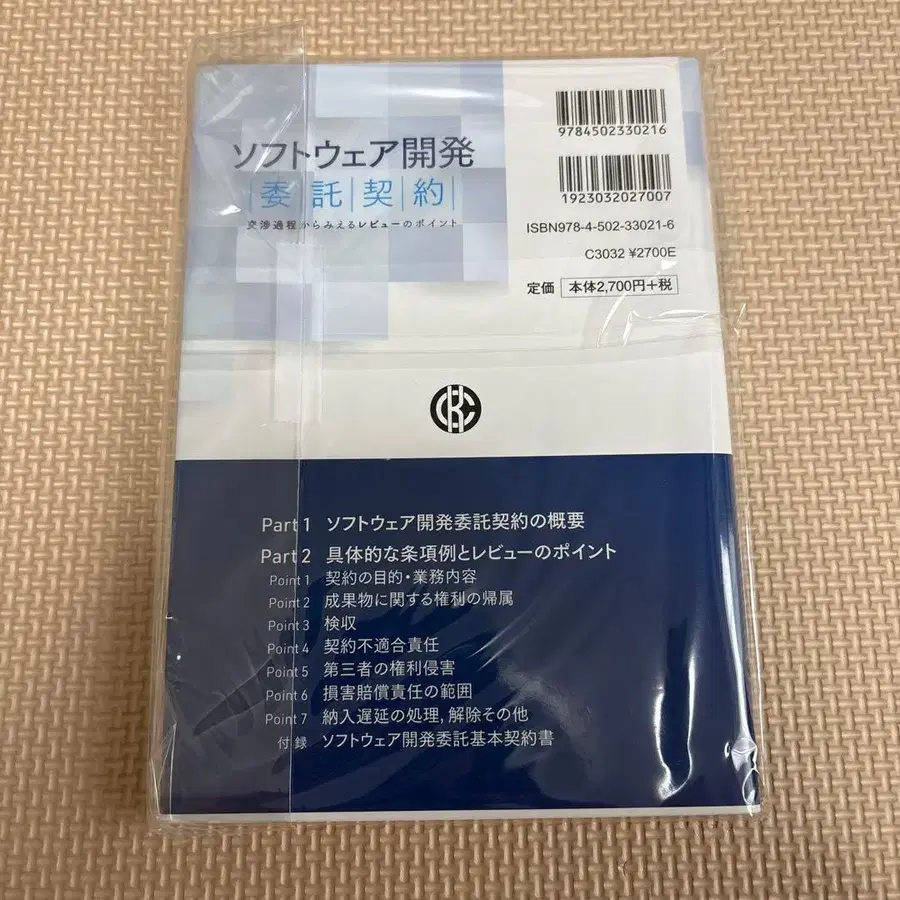 ソフトウェア開発
委託契約
交渉過程からみえるレビューのポイント
9784502330216
1923032027007
ISBN978-4-502-33021-6
C3032 ¥2700E
定価 本体2,700円+税
Part 1 ソフトウェア開発委託契約の概要
Part 2 具体的な条項例とレビューのポイント
Point 1 契約の目的・業務内容
Point 2 成果物に関する権利の帰属
Point 3 検収
Point 4 契約不適合責任
Point 5 第三者の権利侵害
Point 6 損害賠償責任の範囲
Point 7 納入遅延の処理,解除その他
付録 ソフトウェア開発委託基本契約書